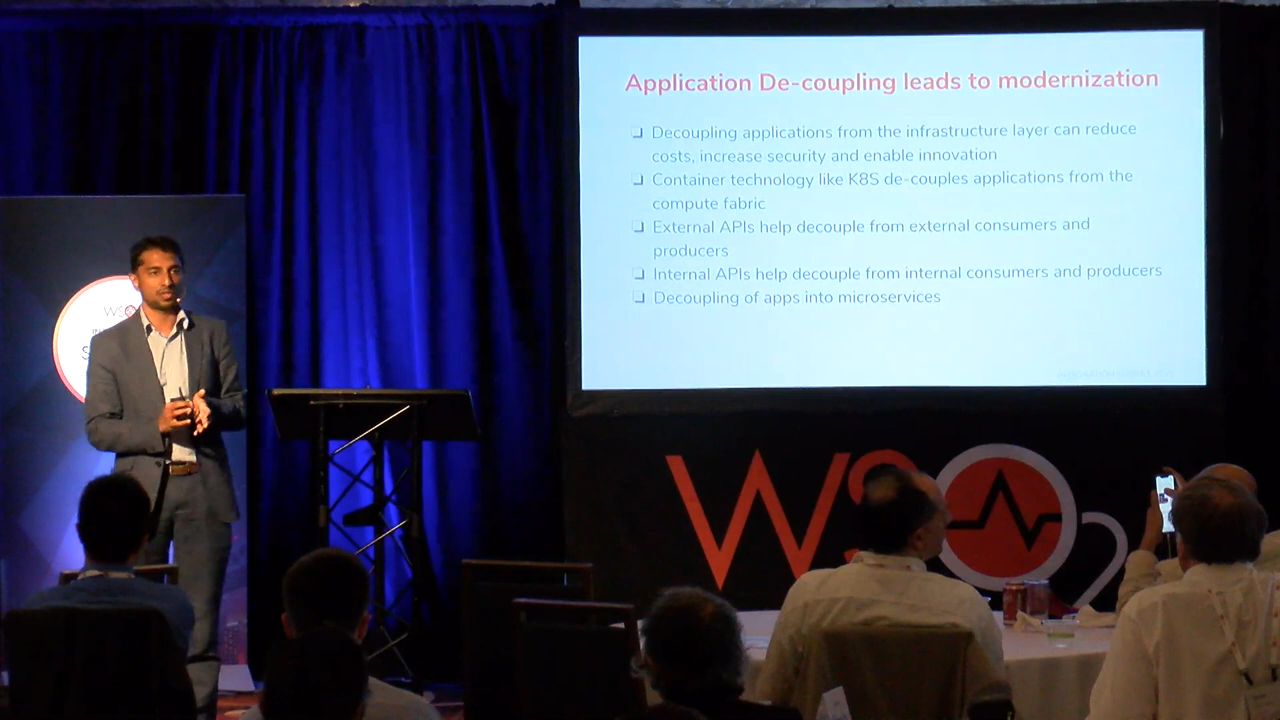 Application De-coupling leads to modernization
❏ Decoupling applications from the infrastructure layer can reduce
costs, increase security and enable innovation
❏ Container technology like K8S de-couples applications from the
compute fabric
❏ External APIs help decouple from external consumers and
producers
❏ Internal APIs help decouple from internal consumers and producers
❏ Decoupling of apps into microservices
WSO2